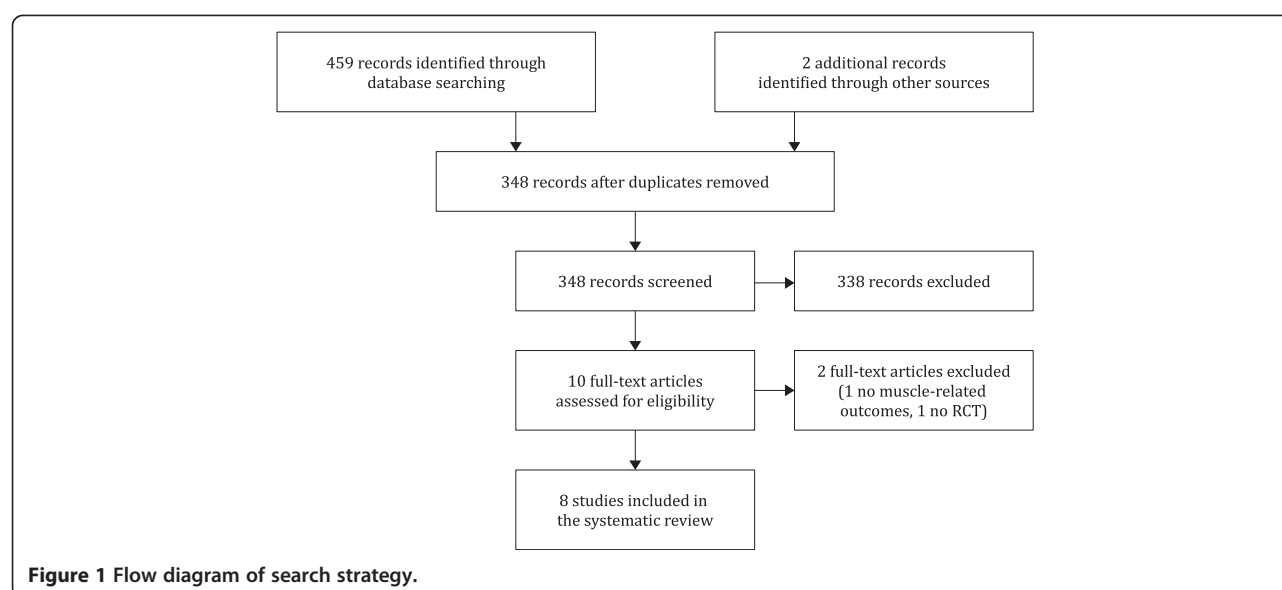 459 records identified through
database searching
2 additional records
identified through other sources
348 records after duplicates removed
348 records screened
338 records excluded
10 full-text articles
assessed for eligibility
2 full-text articles excluded
(1 no muscle-related
outcomes, 1 no RCT)
8 studies included in
the systematic review
Figure 1 Flow diagram of search strategy.